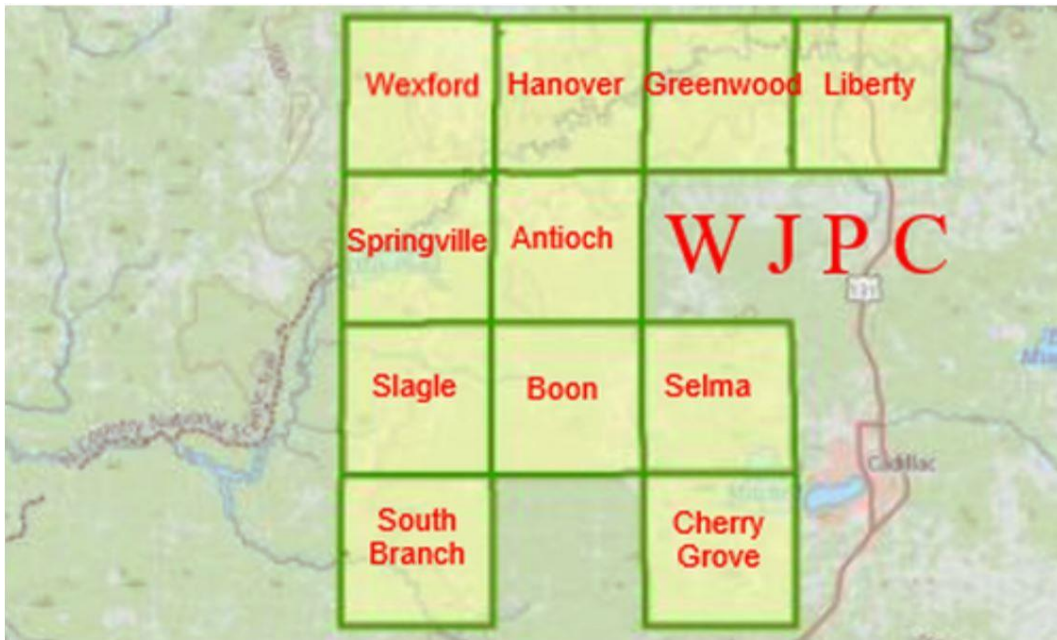 Wexford
Hanover
Greenwood
Liberty
Springville
Antioch
W J P C
131
Slagle
Boon
Selma
Cadillac
South
Branch
Cherry
Grove